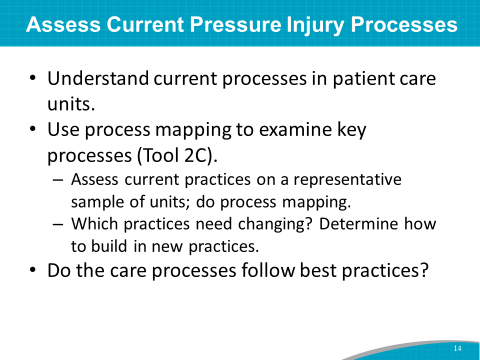 Assess Current Pressure Injury Processes
• Understand current processes in patient care
units.
• Use process mapping to examine key
processes (Tool 2C).
– Assess current practices on a representative
sample of units; do process mapping.
– Which practices need changing? Determine how
to build in new practices.
• Do the care processes follow best practices?
14